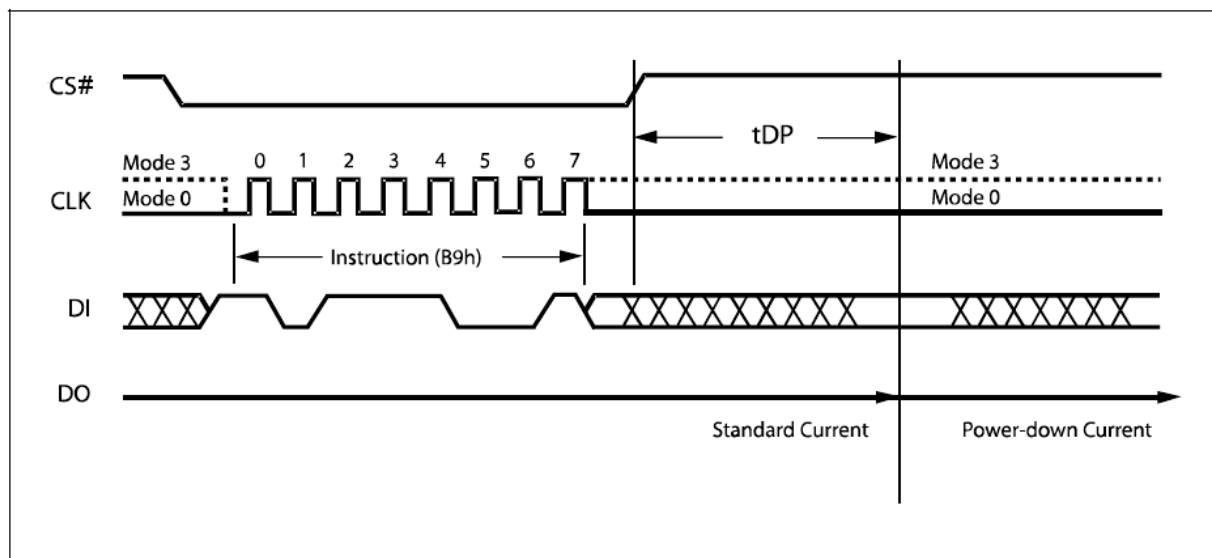 CS#
tDP
Mode 3 0 1 2 3 4 5 6 7 Mode 3
CLK Mode 0 Mode 0
Instruction (B9h)
DI
DO
Standard Current Power-down Current